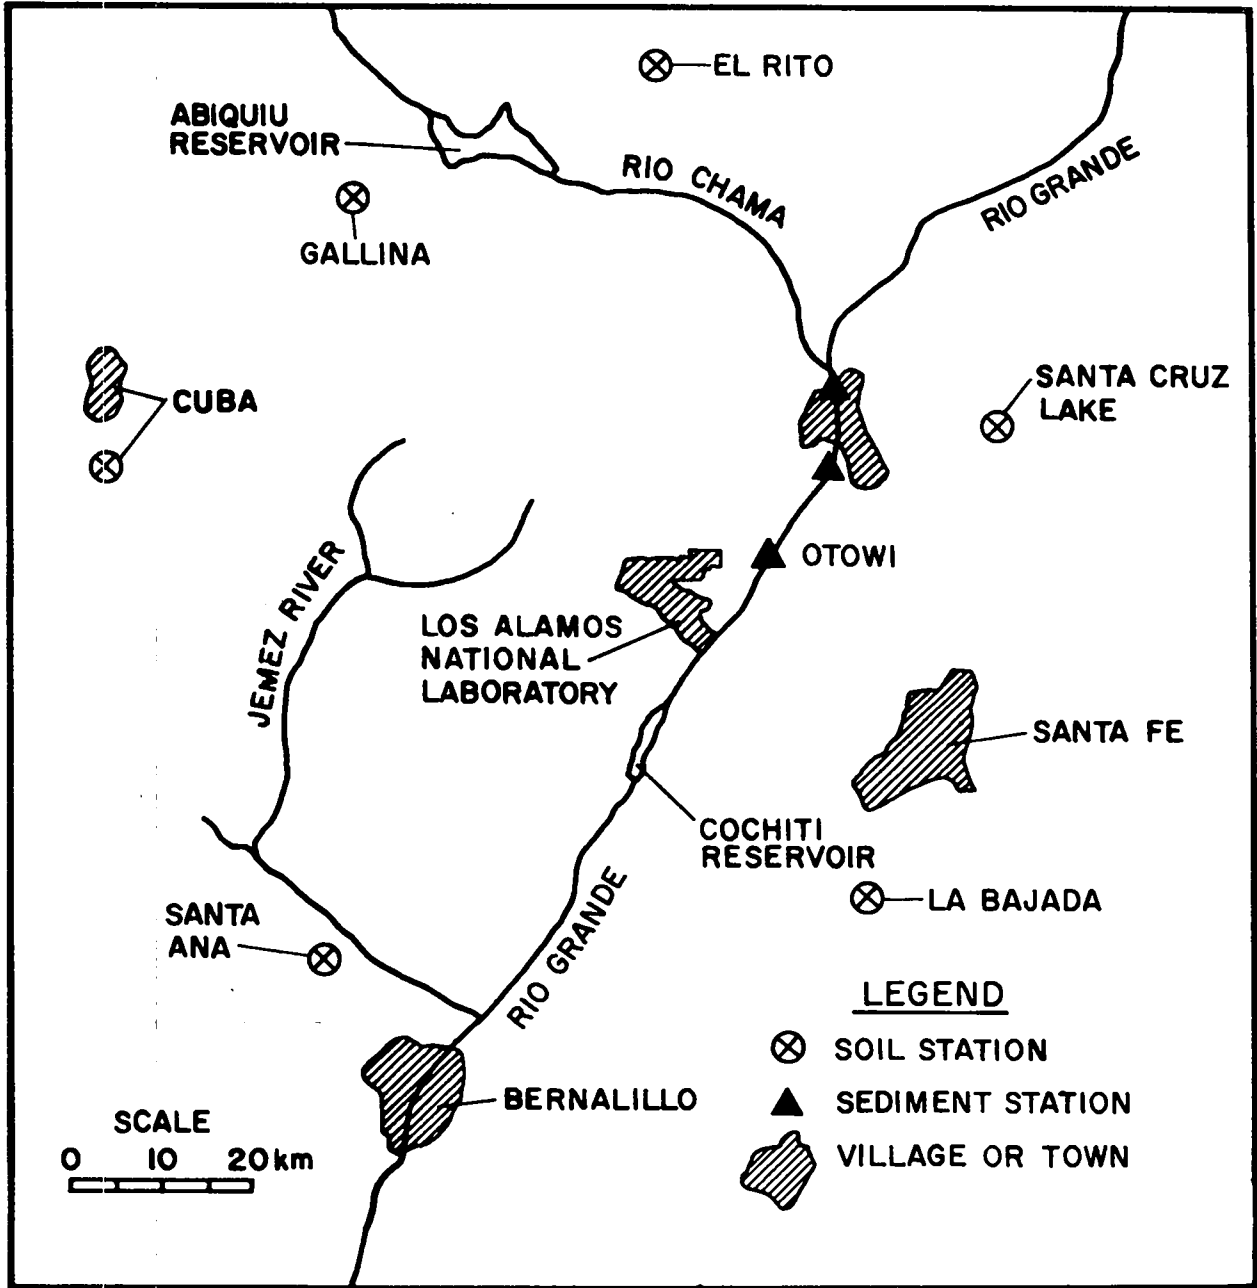 EL RITO
ABIQUIU
RESERVOIR
RIO CHAMA
RIO GRANDE
GALLINA
SANTA CRUZ
LAKE
CUBA
OTOWI
JEMEZ RIVER
LOS ALAMOS
NATIONAL
LABORATORY
SANTA FE
COCHITI
RESERVOIR
SANTA
ANA
LA BAJADA
RIO GRANDE
LEGEND
SOIL STATION
SEDIMENT STATION
VILLAGE OR TOWN
BERNALILLO
SCALE
0 10 20 km